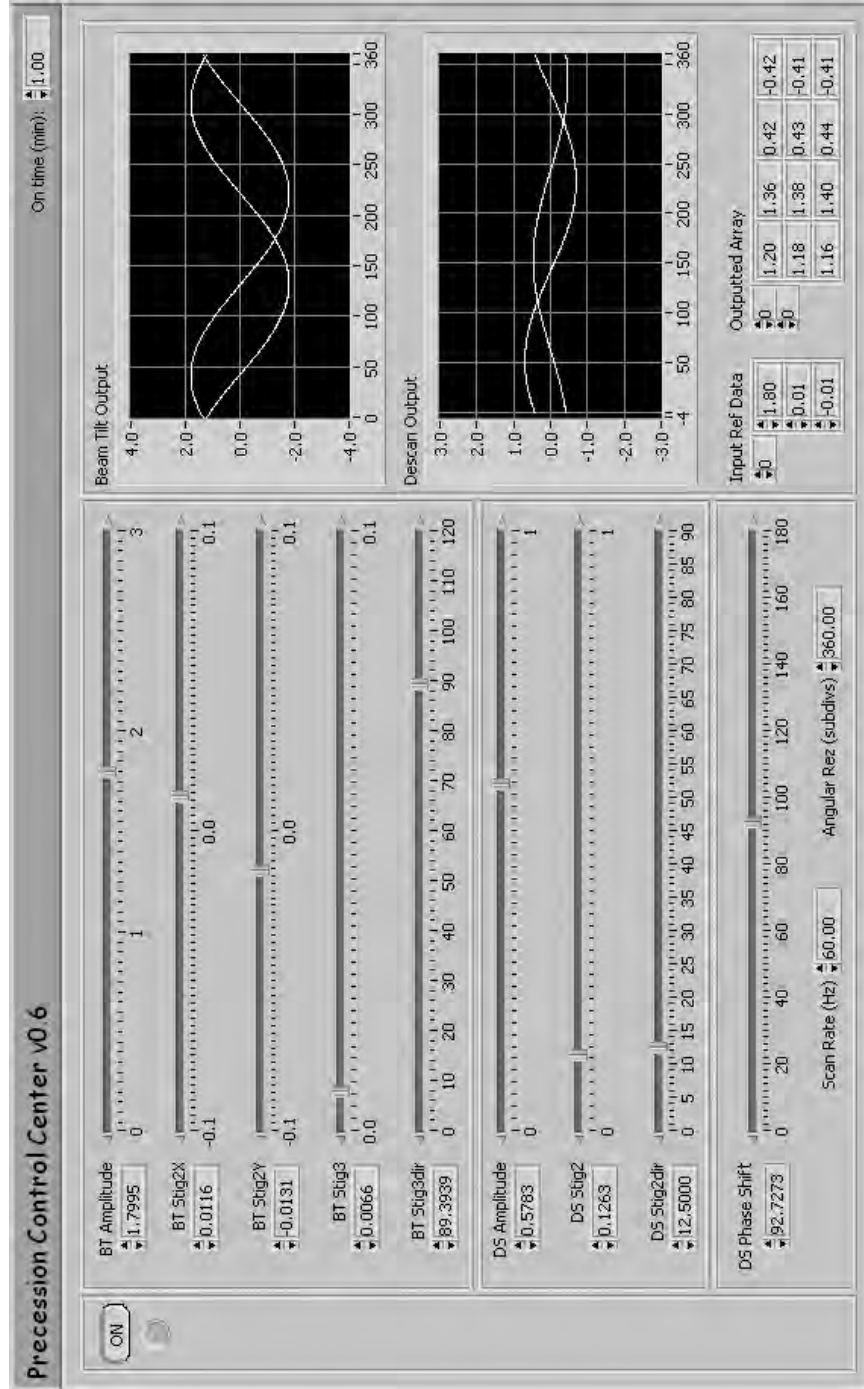 Precession Control Center v0.6
On time (min): 1.00
ON
BT Amplitude
1.7995
0 1 2 3
BT Stig2X
0.0116
-0.1 0.0 0.1
BT Stig2Y
-0.0131
-0.1 0.0 0.1
BT Stig3
0.0066
0.0 0.1
BT Stig3dir
89.3939
0 10 20 30 40 50 60 70 80 90 100 110 120
DS Amplitude
0.5783
0 1
DS Stig2
0.1263
0 1
DS Stig2dir
12.5000
0 5 10 15 20 25 30 35 40 45 50 55 60 65 70 75 80 85 90
DS Phase Shift
92.7273
0 20 40 60 80 100 120 140 160 180
Scan Rate (Hz) 60.00 Angular Rez (subdivs) 360.00
Beam Tilt Output
4.0
2.0
0.0
-2.0
-4.0
0 50 100 150 200 250 300 360
Descan Output
3.0
2.0
1.0
-0.0
-1.0
-2.0
-3.0
-4 50 100 150 200 250 300 360
Input Ref Data
0
1.80
0.01
-0.01
Outputted Array
0
0
1.20 1.36 0.42 -0.42
1.18 1.38 0.43 -0.41
1.16 1.40 0.44 -0.41